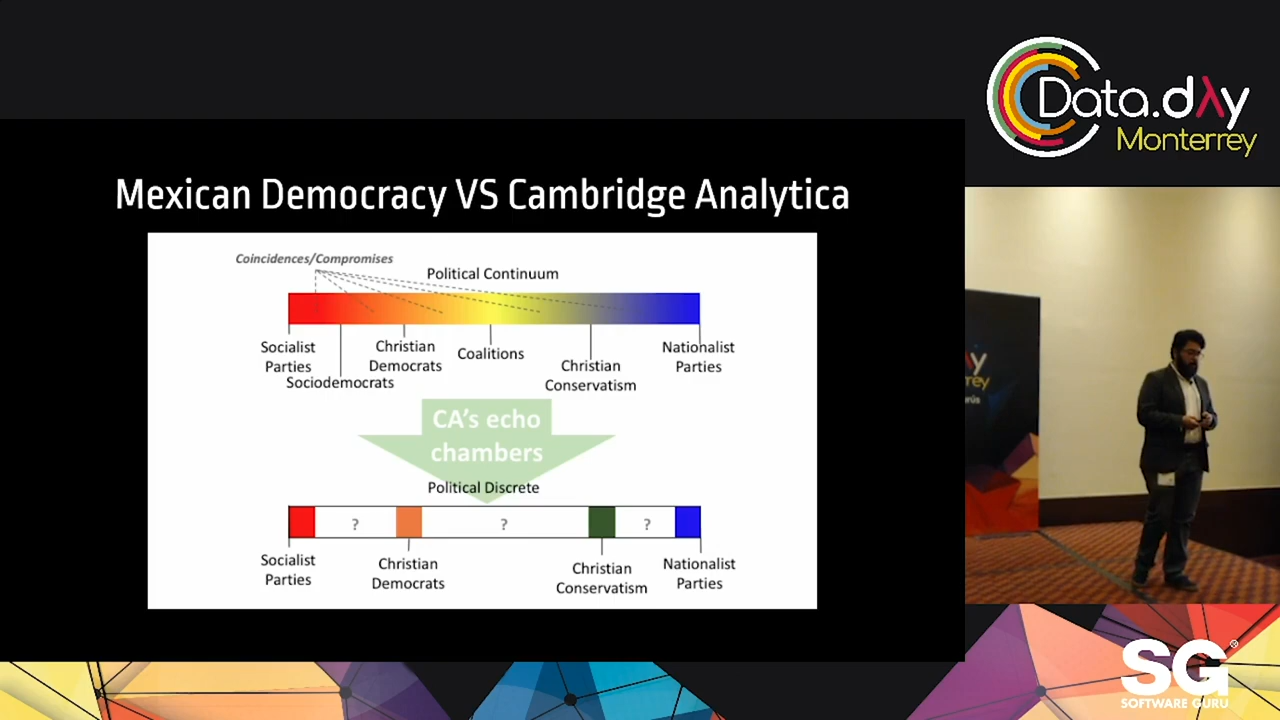 Data.dλy
Monterrey
Mexican Democracy VS Cambridge Analytica
Coincidences/Compromises
Political Continuum
Socialist
Parties
Sociodemocrats
Christian
Democrats
Coalitions
Christian
Conservatism
Nationalist
Parties
CA's echo
chambers
Political Discrete
?
?
?
Socialist
Parties
Christian
Democrats
Christian
Conservatism
Nationalist
Parties
SG
®
SOFTWARE GURU